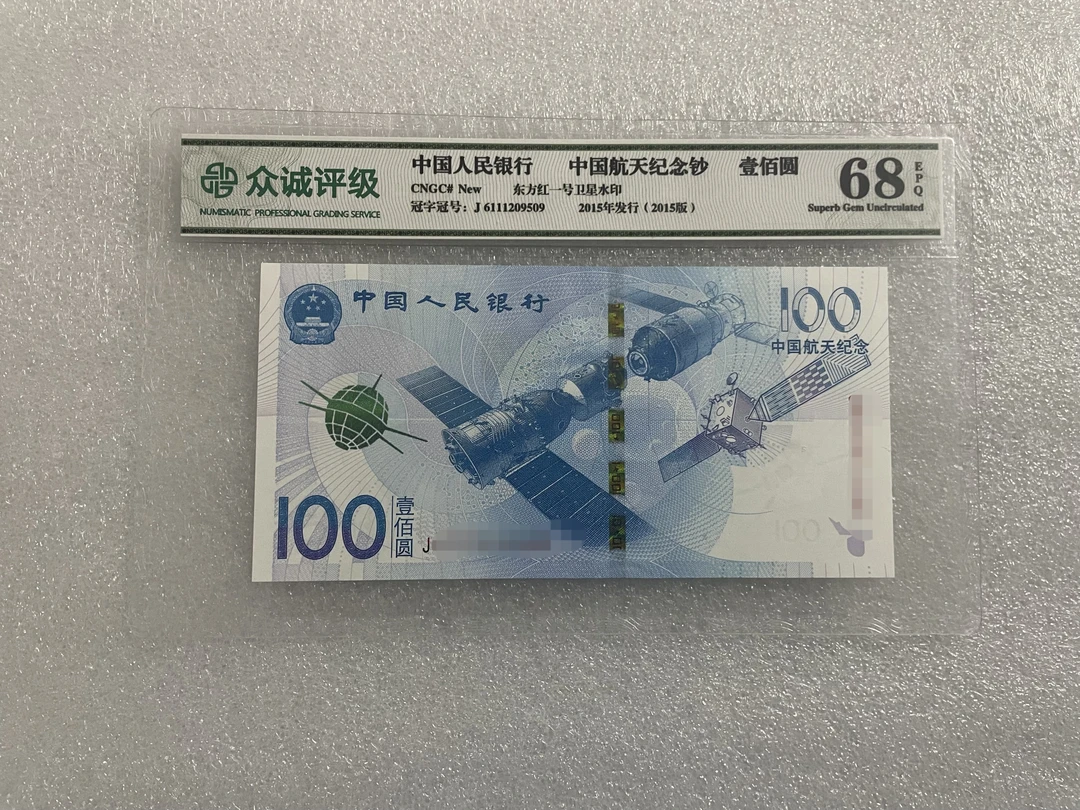 众诚评级
NUMISMATIC PROFESSIONAL GRADING SERVICE
中国人民银行 中国航天纪念钞 壹佰圆
CNGC# New 东方红一号卫星水印
冠字冠号：J 6111209509 2015年发行（2015版）
68 EPQ
Superb Gem Uncirculated
中国人民银行
100
中国航天纪念
100
壹佰圆
J
100